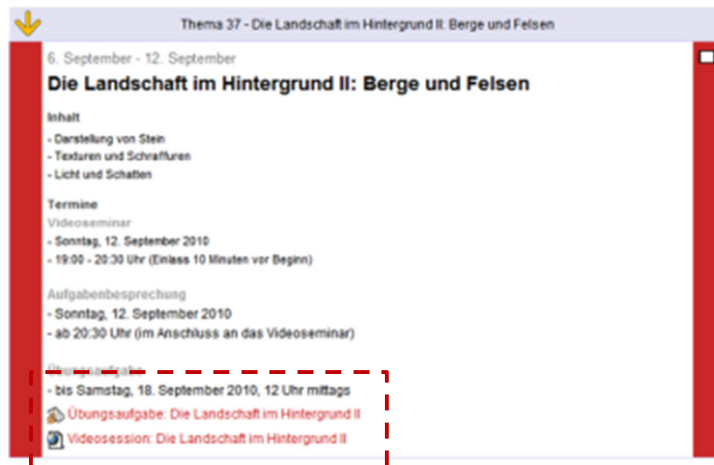 Thema 37 - Die Landschaft im Hintergrund II: Berge und Felsen
6. September - 12. September
Die Landschaft im Hintergrund II: Berge und Felsen
Inhalt
- Darstellung von Stein
- Texturen und Schraffuren
- Licht und Schatten
Termine
Videoseminar
- Sonntag, 12. September 2010
- 19:00 - 20:30 Uhr (Einlass 10 Minuten vor Beginn)
Aufgabenbesprechung
- Sonntag, 12. September 2010
- ab 20:30 Uhr (im Anschluss an das Videoseminar)
Übungsaufgabe
- bis Samstag, 18. September 2010, 12 Uhr mittags
Übungsaufgabe: Die Landschaft im Hintergrund II
Videosession: Die Landschaft im Hintergrund II